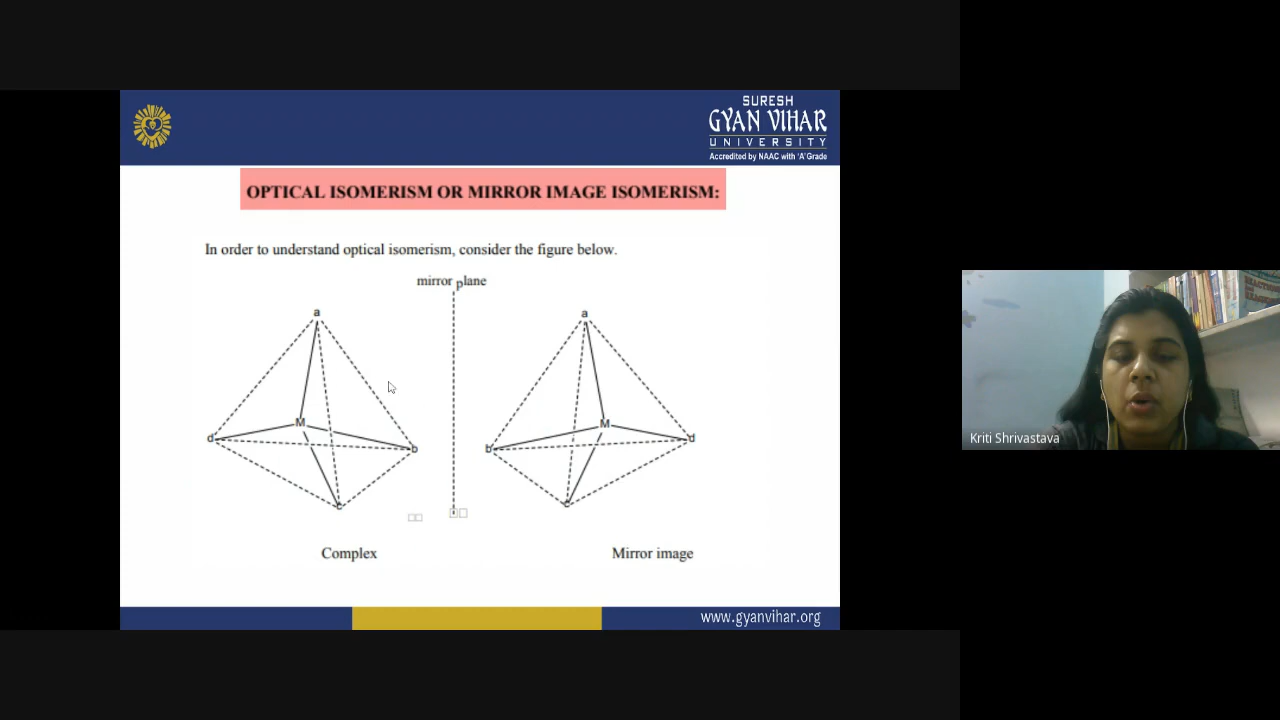 SURESH
GYAN VIHAR
UNIVERSITY
Accredited by NAAC with 'A' Grade
OPTICAL ISOMERISM OR MIRROR IMAGE ISOMERISM:
In order to understand optical isomerism, consider the figure below.
mirror plane
a a
M M
d b b d
c c
Complex Mirror image
www.gyanvihar.org
Kriti Shrivastava